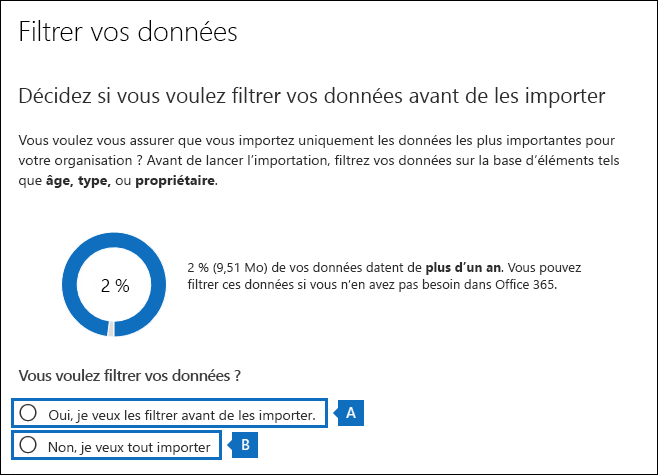 Filtrer vos données
Décidez si vous voulez filtrer vos données avant de les importer
Vous voulez vous assurer que vous importez uniquement les données les plus importantes pour
votre organisation ? Avant de lancer l’importation, filtrez vos données sur la base d’éléments tels
que âge, type, ou propriétaire.
2 %
2 % (9,51 Mo) de vos données datent de plus d’un an. Vous pouvez
filtrer ces données si vous n’en avez pas besoin dans Office 365.
Vous voulez filtrer vos données ?
Oui, je veux les filtrer avant de les importer. A
Non, je veux tout importer B